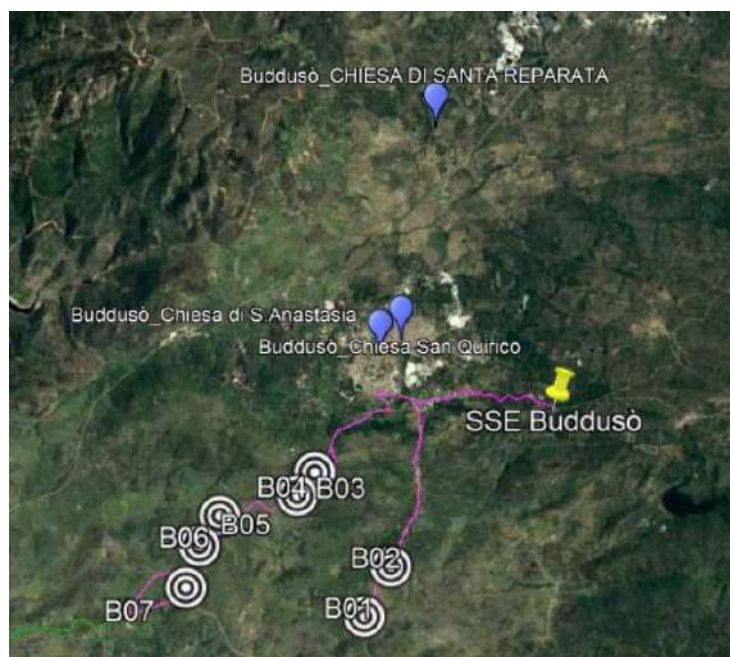 Buddusò_CHIESA DI SANTA REPARATA
Buddusò_Chiesa di S.Anastasia
Buddusò_Chiesa San Quirico
SSE Buddusò
B04
B03
B05
B06
B02
B07
B01